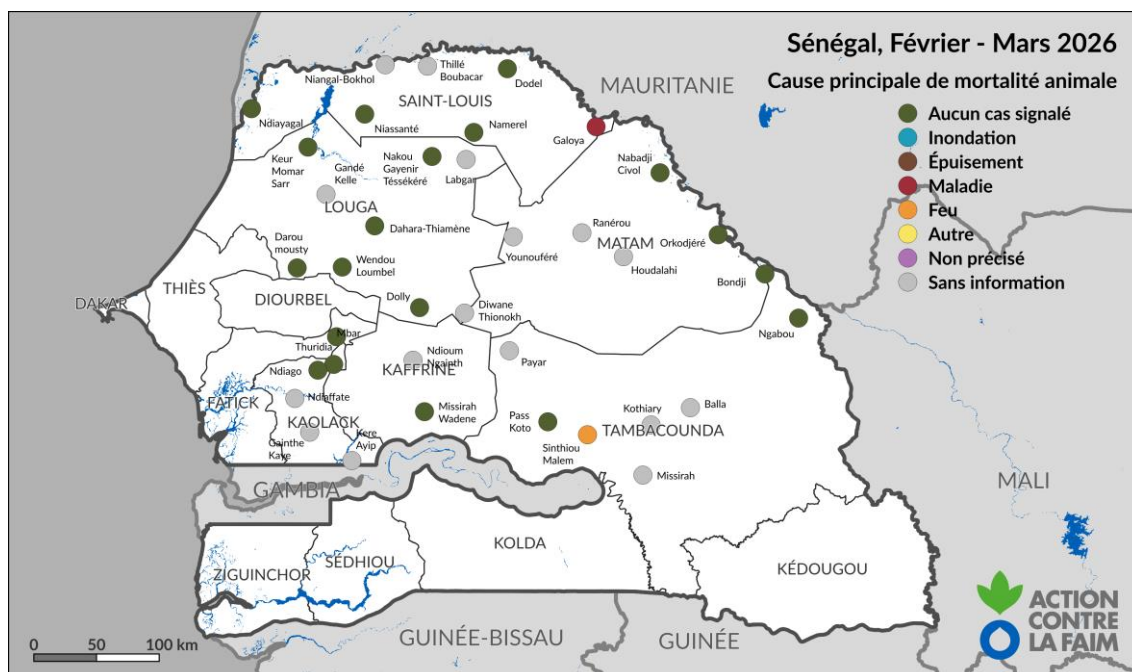 Sénégal, Février - Mars 2026
Cause principale de mortalité animale
Aucun cas signalé
Inondation
Épuisement
Maladie
Feu
Autre
Non précisé
Sans information
MAURITANIE
Niangal-Bokhol
Thillé
Boubacar
Dodel
SAINT-LOUIS
Ndiayagal
Niassanté
Namerel
Galoya
Keur
Momar
Sarr
Gandé
Kelle
Nakou
Gayenir
Téssékéré
Labgar
Nabadji
Civol
LOUGA
Dahara-Thiamène
Ranérou
MATAM
Orkodjéré
Younouféré
Houdalahi
Darou
mousty
Wendou
Loumbel
Bondji
THIÈS
DAKAR
DIOURBEL
Dolly
Diwane
Thionokh
Ngabou
Mbar
Thuridia
Ndioum
Ngainth
Payar
Ndiago
KAFFRINE
FATICK
Ndiaffate
KAOLACK
Missirah
Wadene
Pass
Koto
Kothiary
Balla
TAMBACOUNDA
Gainthe
Kaye
Kere
Ayip
Sinthiou
Malem
Missirah
GAMBIA
MALI
ZIGUINCHOR
SÉDHIOU
KOLDA
KÉDOUGOU
GUINÉE-BISSAU
GUINÉE
0 50 100 km
ACTION
CONTRE
LA FAIM